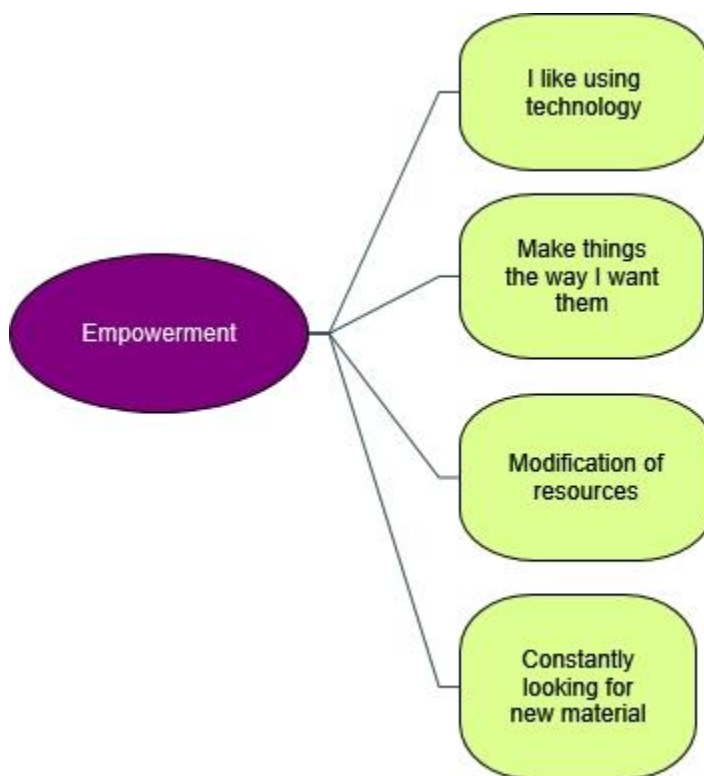 Empowerment
I like using
technology
Make things
the way I want
them
Modification of
resources
Constantly
looking for
new material